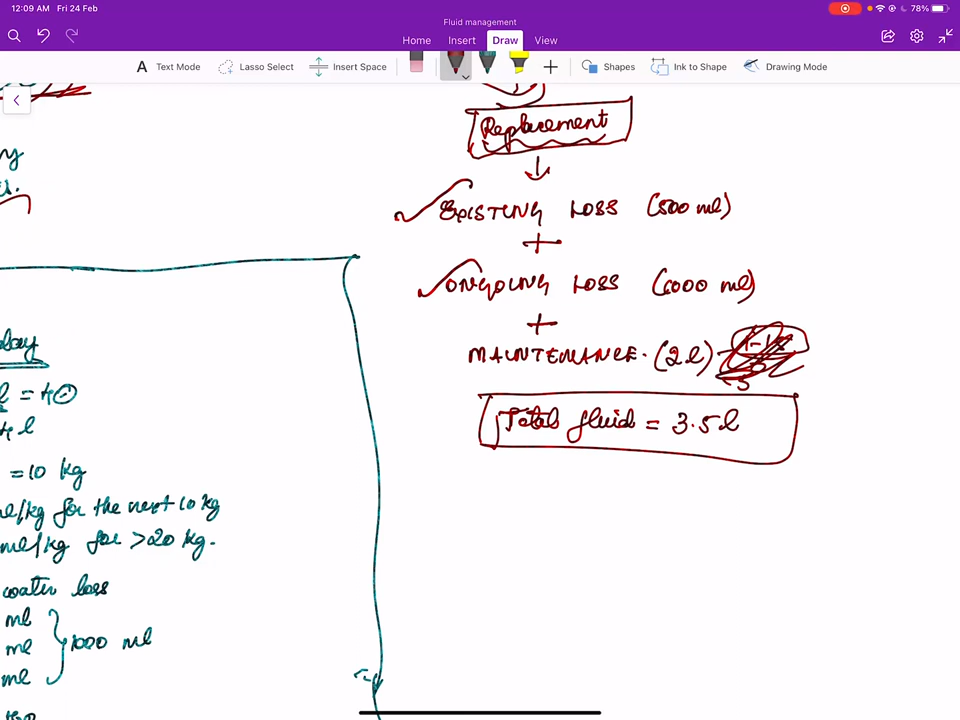 12:09 AM Fri 24 Feb
78%
Fluid management
Home Insert Draw View
Text Mode Lasso Select Insert Space Shapes Ink to Shape Drawing Mode
Replacement
EXISTING LOSS (500 ml)
+
ONGOING LOSS (1000 ml)
+
MAINTENANCE. (2l)
Total fluid = 3.5l
day
= 10 kg
ml/kg for the next 10 kg
ml/kg for >20 kg.
water loss
ml
ml 1000 ml
ml